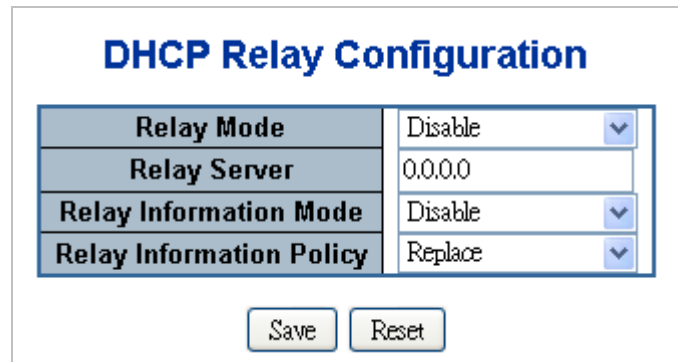 DHCP Relay Configuration
Relay Mode Disable
Relay Server 0.0.0.0
Relay Information Mode Disable
Relay Information Policy Replace
Save Reset